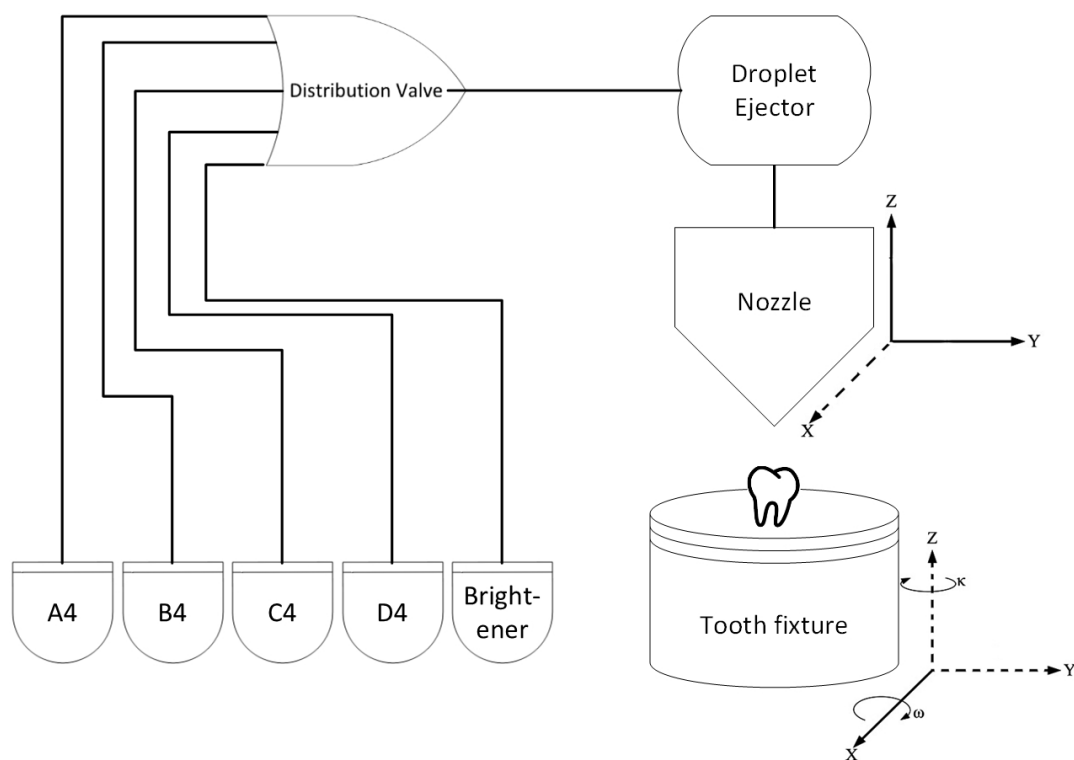 Distribution Valve
Droplet
Ejector
Z
Nozzle
Y
X
A4
B4
C4
D4
Bright-
ener
Tooth fixture
Z
κ
Y
ω
X